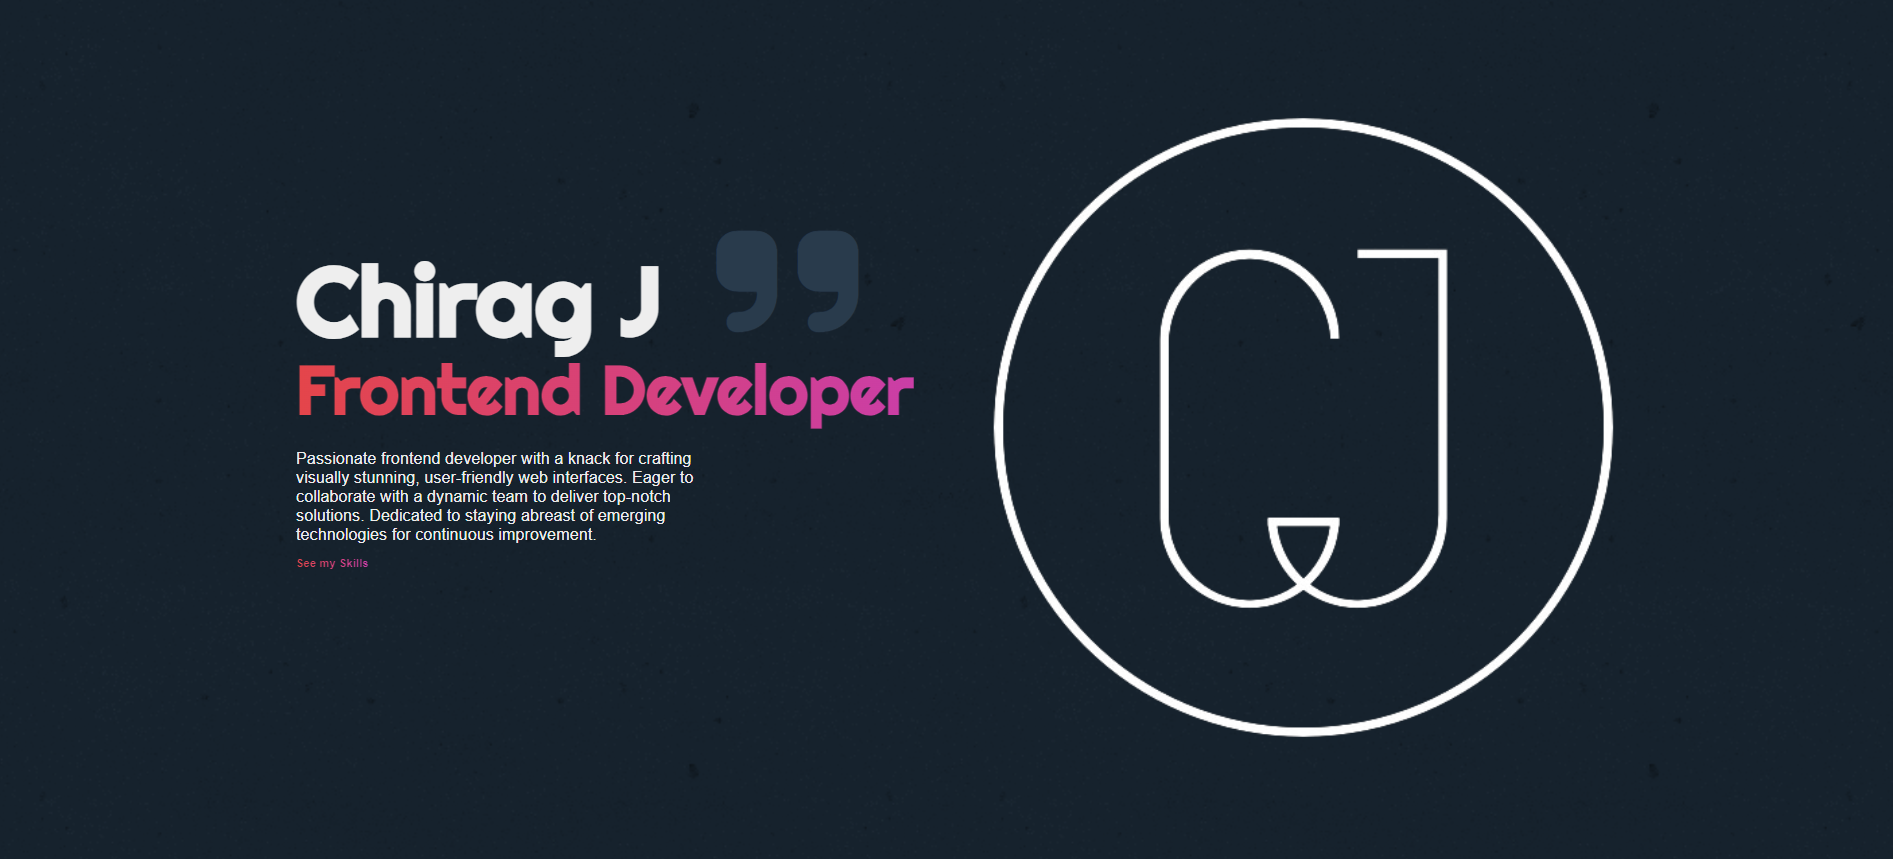 Chirag J
Frontend Developer
Passionate frontend developer with a knack for crafting
visually stunning, user-friendly web interfaces. Eager to
collaborate with a dynamic team to deliver top-notch
solutions. Dedicated to staying abreast of emerging
technologies for continuous improvement.
See my Skills
CJ